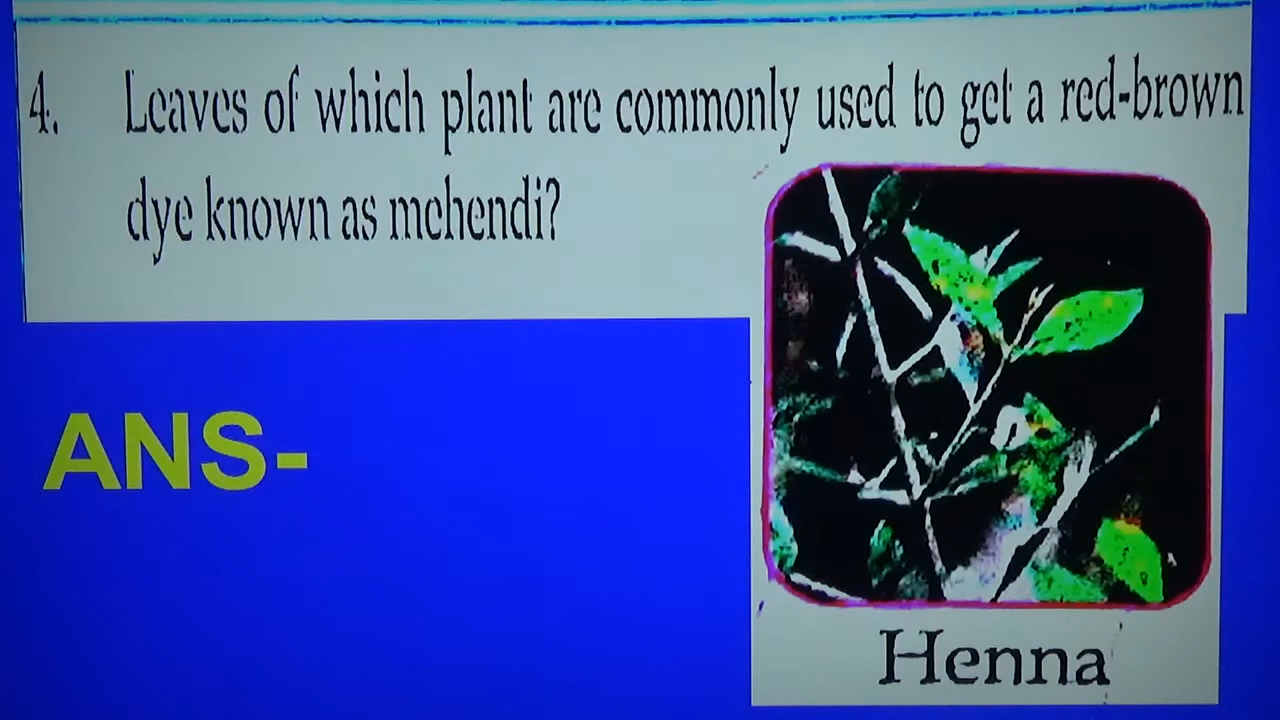 4. Leaves of which plant are commonly used to get a red-brown
dye known as mehendi?
ANS-
Henna